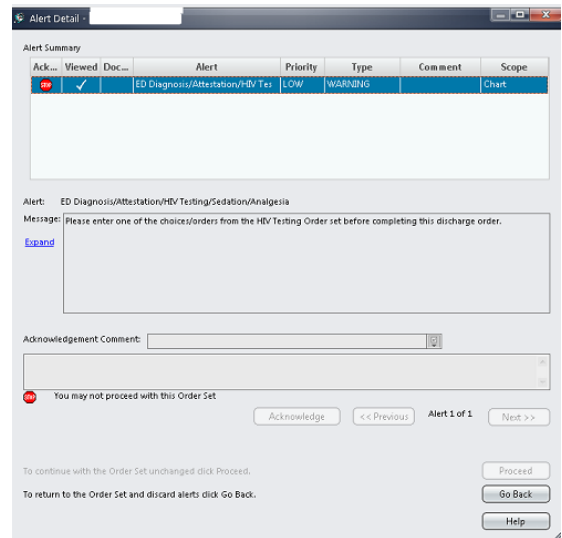 Alert Detail -
Alert Summary
Ack... Viewed Doc... Alert Priority Type Comment Scope
STOP ED Diagnosis/Attestation/HIV Tes LOW WARNING Chart
Alert: ED Diagnosis/Attestation/HIV Testing/Sedation/Analgesia
Message: Please enter one of the choices/orders from the HIV Testing Order set before completing this discharge order.
Expand
Acknowledgement Comment:
STOP You may not proceed with this Order Set
Acknowledge << Previous Alert 1 of 1 Next >>
To continue with the Order Set unchanged click Proceed. Proceed
To return to the Order Set and discard alerts click Go Back. Go Back
Help